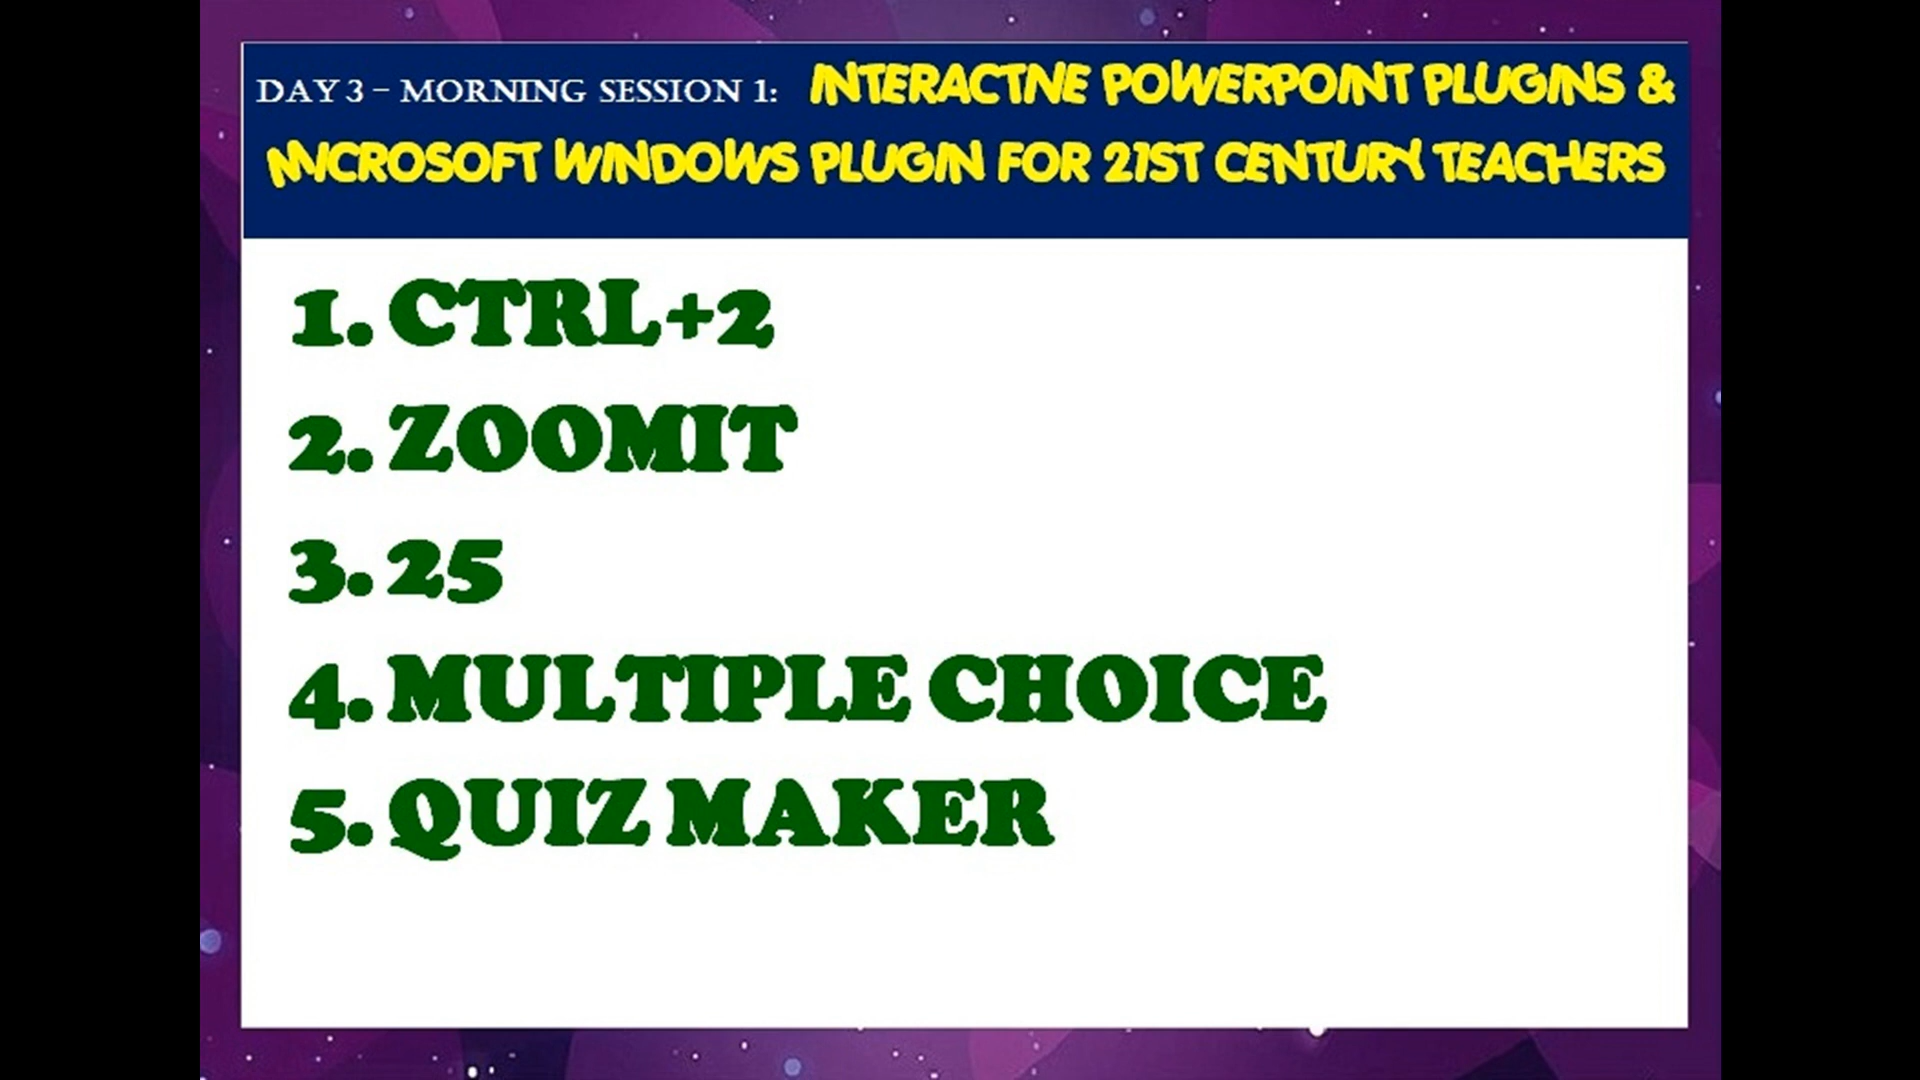 DAY 3 – MORNING SESSION 1: INTERACTIVE POWERPOINT PLUGINS &
MICROSOFT WINDOWS PLUGIN FOR 21ST CENTURY TEACHERS
1. CTRL+2
2. ZOOMIT
3. 25
4. MULTIPLE CHOICE
5. QUIZ MAKER